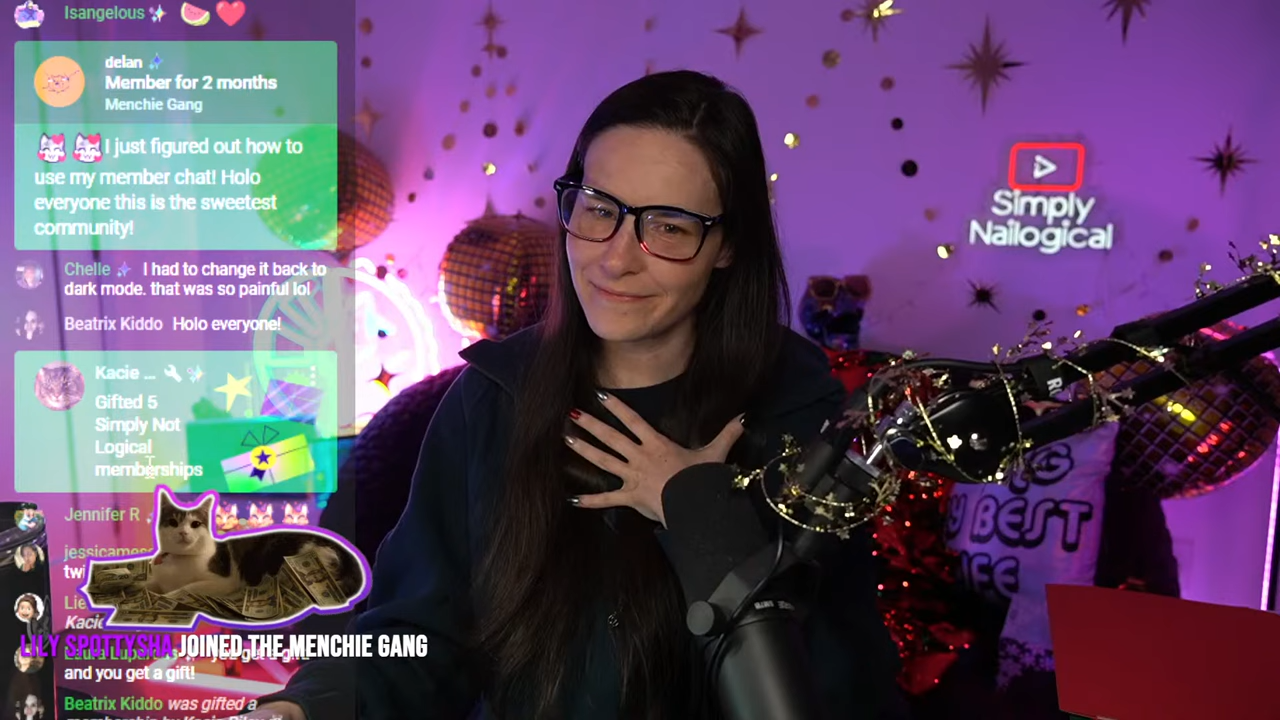 Isangelous
delan
Member for 2 months
Menchie Gang
I just figured out how to
use my member chat! Holo
everyone this is the sweetest
community!
Chelle I had to change it back to
dark mode. that was so painful lol
Beatrix Kiddo Holo everyone!
Kacie ...
Gifted 5
Simply Not
Logical
memberships
Jennifer R
LILY SPOTTYSHA JOINED THE MENCHIE GANG
and you get a gift!
Beatrix Kiddo was gifted a
Simply
Nailogical
MY BEST